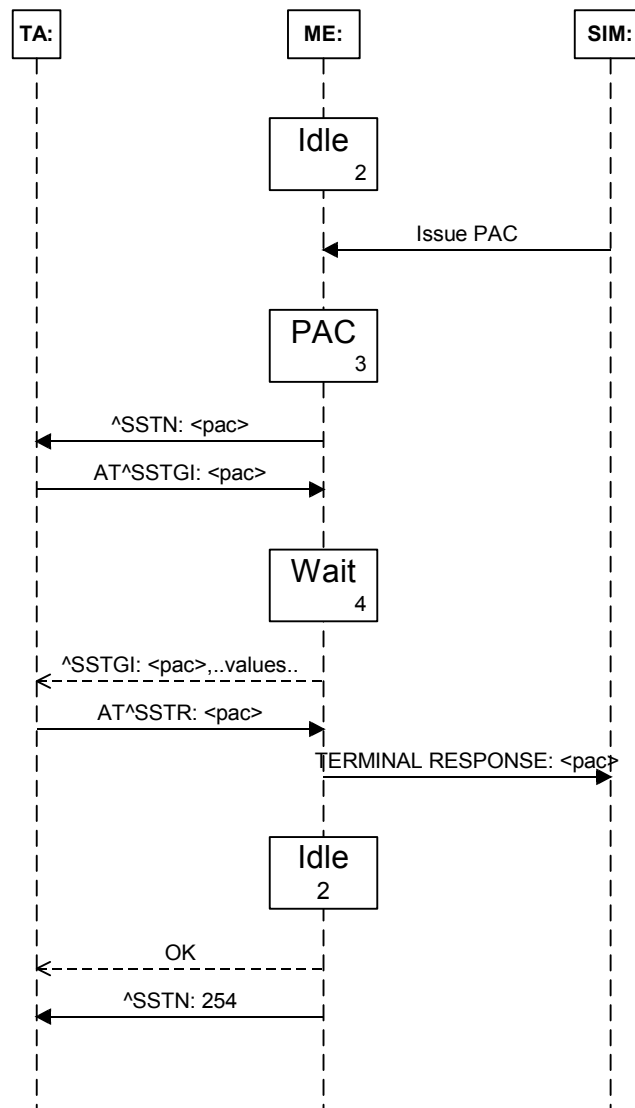 TA:
ME:
SIM:
Idle
2
Issue PAC
PAC
3
^SSTN: <pac>
AT^SSTGI: <pac>
Wait
4
^SSTGI: <pac>,..values..
AT^SSTR: <pac>
TERMINAL RESPONSE: <pac>
Idle
2
OK
^SSTN: 254